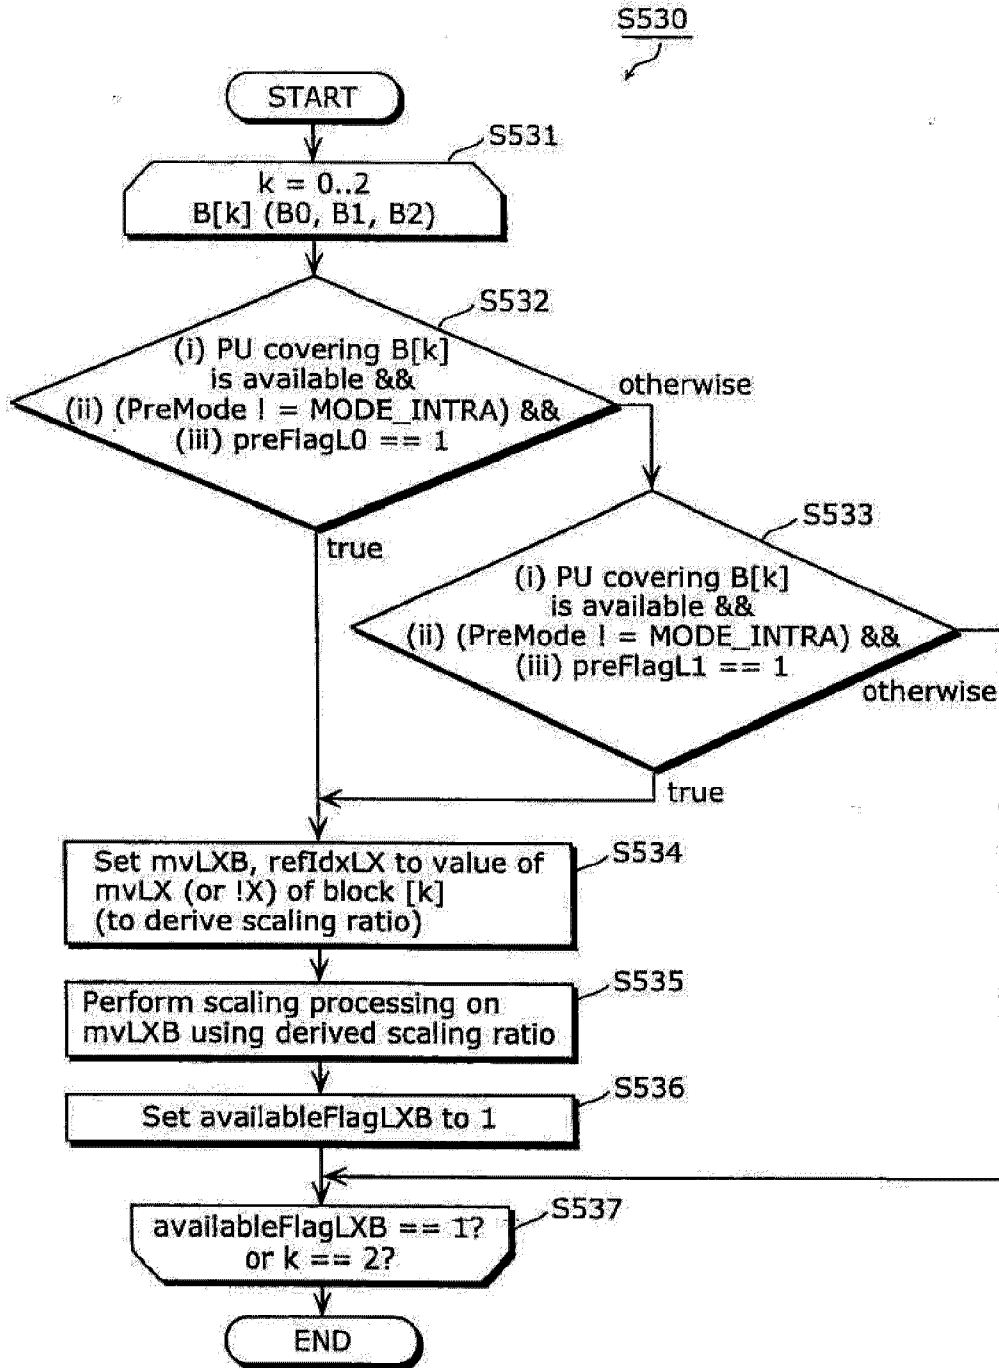 S530
START
S531
k = 0..2
B[k] (B0, B1, B2)
S532
(i) PU covering B[k]
is available &&
(ii) (PreMode ! = MODE_INTRA) &&
(iii) preFlagL0 == 1
otherwise
true
S533
(i) PU covering B[k]
is available &&
(ii) (PreMode ! = MODE_INTRA) &&
(iii) preFlagL1 == 1
otherwise
true
S534
Set mvLXB, refIdxLX to value of
mvLX (or !X) of block [k]
(to derive scaling ratio)
S535
Perform scaling processing on
mvLXB using derived scaling ratio
S536
Set availableFlagLXB to 1
S537
availableFlagLXB == 1?
or k == 2?
END